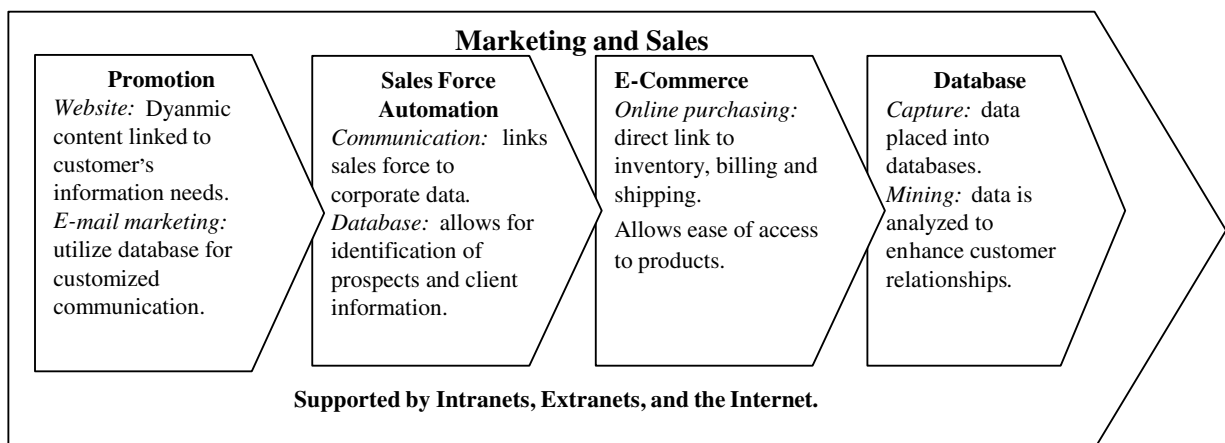 Marketing and Sales
Promotion
Website: Dyanmic
content linked to
customer's
information needs.
E-mail marketing:
utilize database for
customized
communication.
Sales Force
Automation
Communication: links
sales force to
corporate data.
Database: allows for
identification of
prospects and client
information.
E-Commerce
Online purchasing:
direct link to
inventory, billing and
shipping.
Allows ease of access
to products.
Database
Capture: data
placed into
databases.
Mining: data is
analyzed to
enhance customer
relationships.
Supported by Intranets, Extranets, and the Internet.